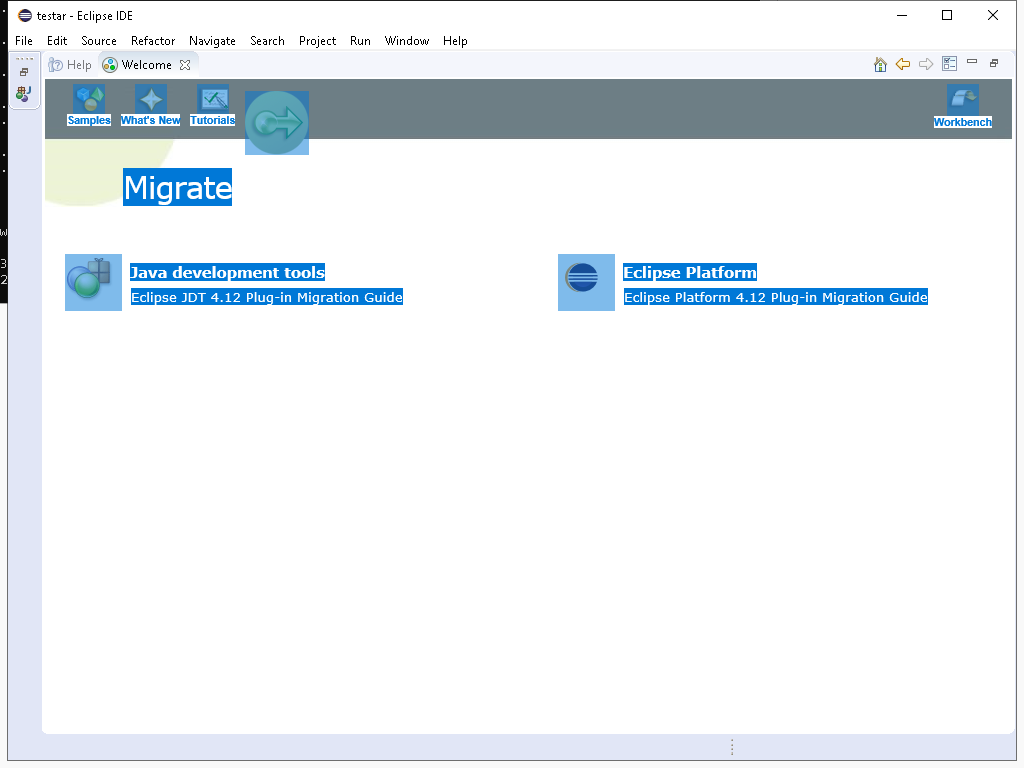 testar - Eclipse IDE
File Edit Source Refactor Navigate Search Project Run Window Help
Help Welcome
Samples What's New Tutorials Workbench
Migrate
Java development tools Eclipse Platform
Eclipse JDT 4.12 Plug-in Migration Guide Eclipse Platform 4.12 Plug-in Migration Guide
W
3
2